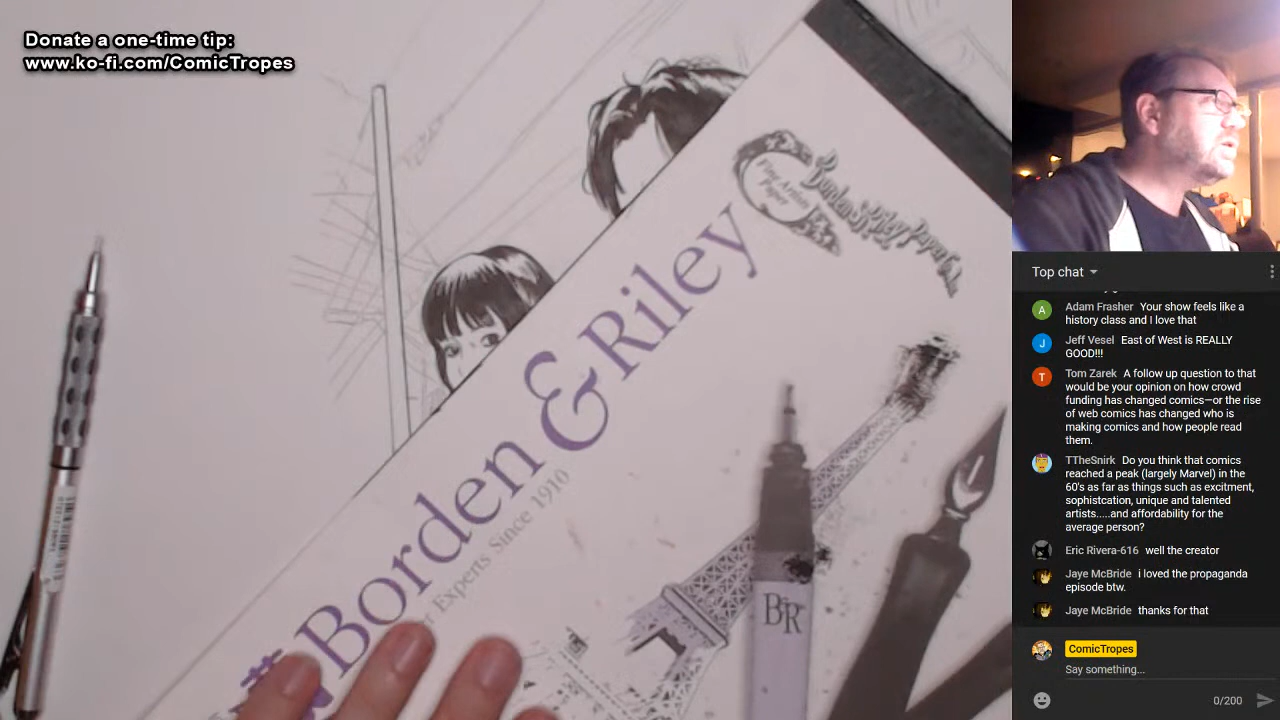 Donate a one-time tip:
www.ko-fi.com/ComicTropes
Borden & Riley
Experts Since 1910
Fine Artist
Paper
Borden & Riley Paper Co.
B&R
Top chat
Adam Frasher Your show feels like a
history class and I love that
Jeff Vesel East of West is REALLY
GOOD!!!
Tom Zarek A follow up question to that
would be your opinion on how crowd
funding has changed comics—or the rise
of web comics has changed who is
making comics and how people read
them.
TTheSnirk Do you think that comics
reached a peak (largely Marvel) in the
60's as far as things such as excitment,
sophistcation, unique and talented
artists.....and affordability for the
average person?
Eric Rivera-616 well the creator
Jaye McBride i loved the propaganda
episode btw.
Jaye McBride thanks for that
ComicTropes
Say something...
0/200